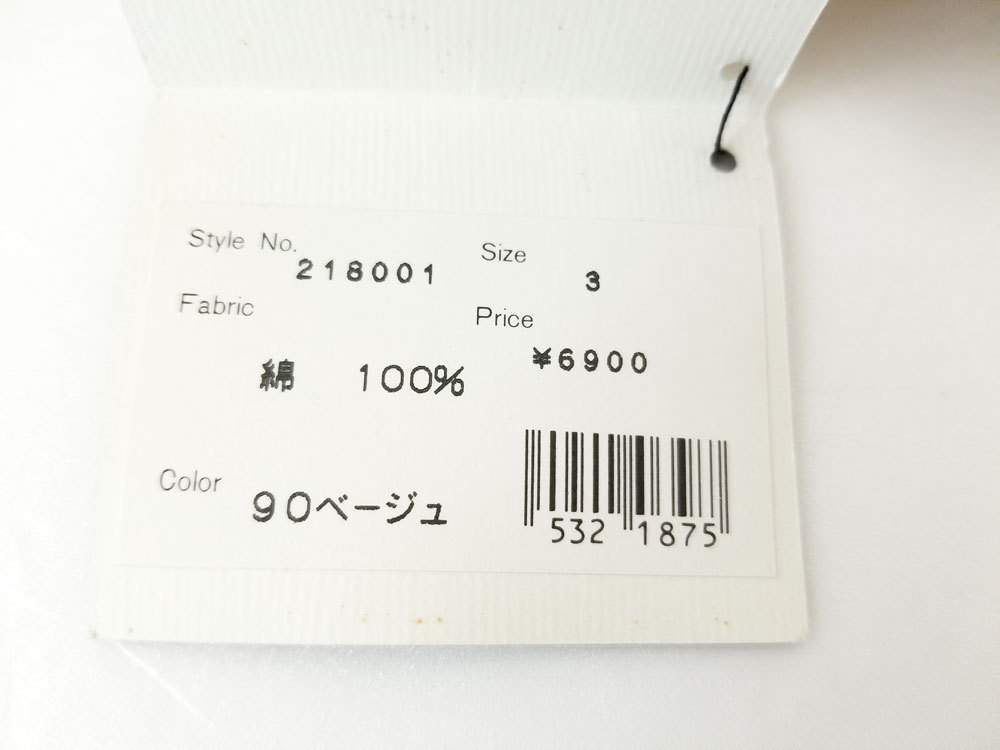 Style No.
218001
Size
3
Fabric
綿 100%
Price
¥6900
Color
90ベージュ
532 1875